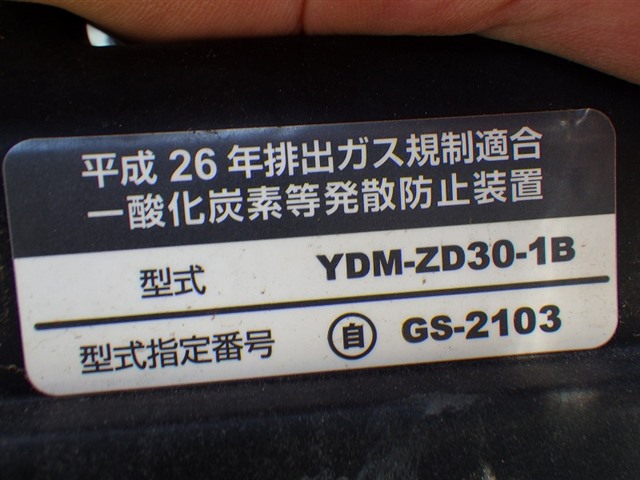 平成 26 年排出ガス規制適合
一酸化炭素等発散防止装置
型式 YDM-ZD30-1B
型式指定番号 ㊀自 GS-2103